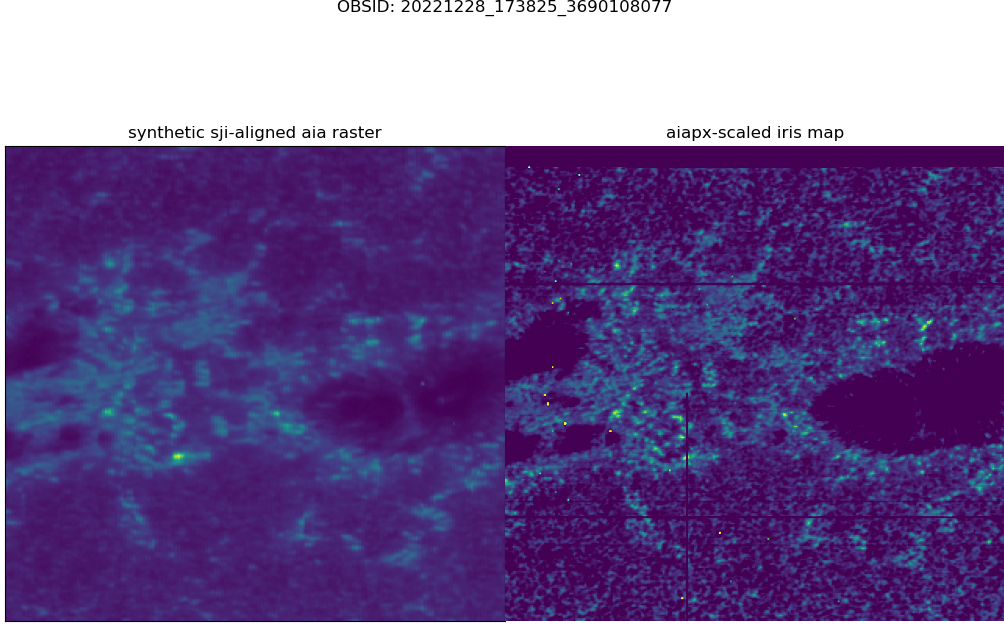 OBSID: 20221228_173825_3690108077
synthetic sji-aligned aia raster
aiapx-scaled iris map